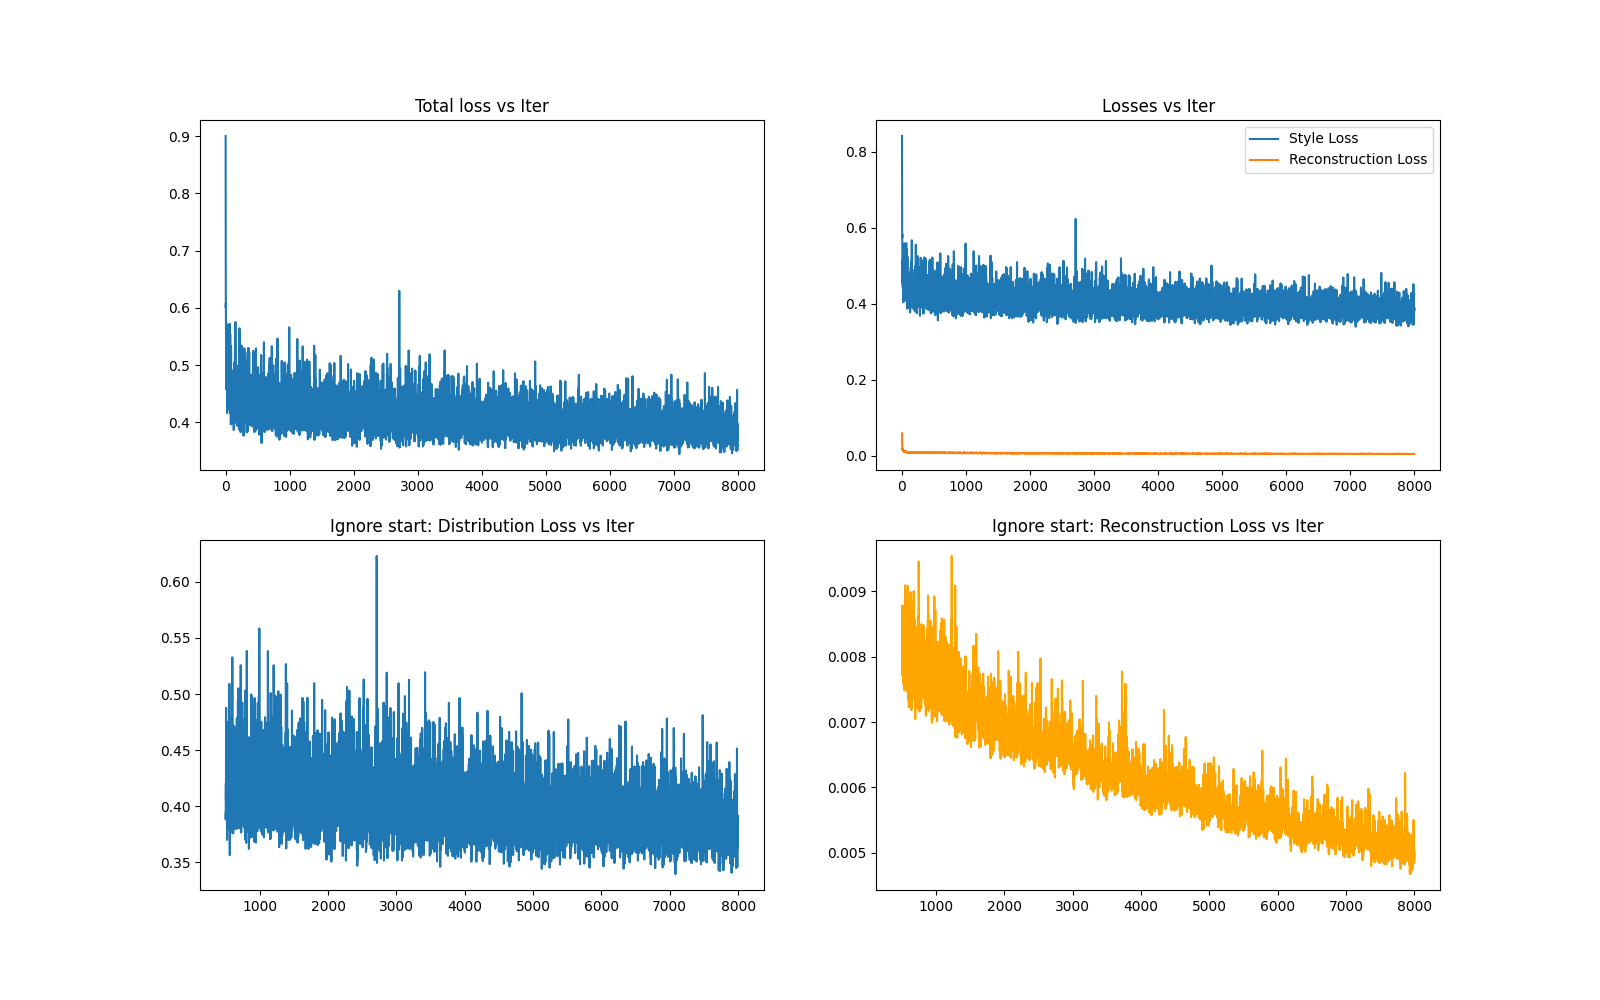 Total loss vs Iter
0.9
0.8
0.7
0.6
0.5
0.4
0 1000 2000 3000 4000 5000 6000 7000 8000
Losses vs Iter
Style Loss
Reconstruction Loss
0.8
0.6
0.4
0.2
0.0
0 1000 2000 3000 4000 5000 6000 7000 8000
Ignore start: Distribution Loss vs Iter
0.60
0.55
0.50
0.45
0.40
0.35
1000 2000 3000 4000 5000 6000 7000 8000
Ignore start: Reconstruction Loss vs Iter
0.009
0.008
0.007
0.006
0.005
1000 2000 3000 4000 5000 6000 7000 8000